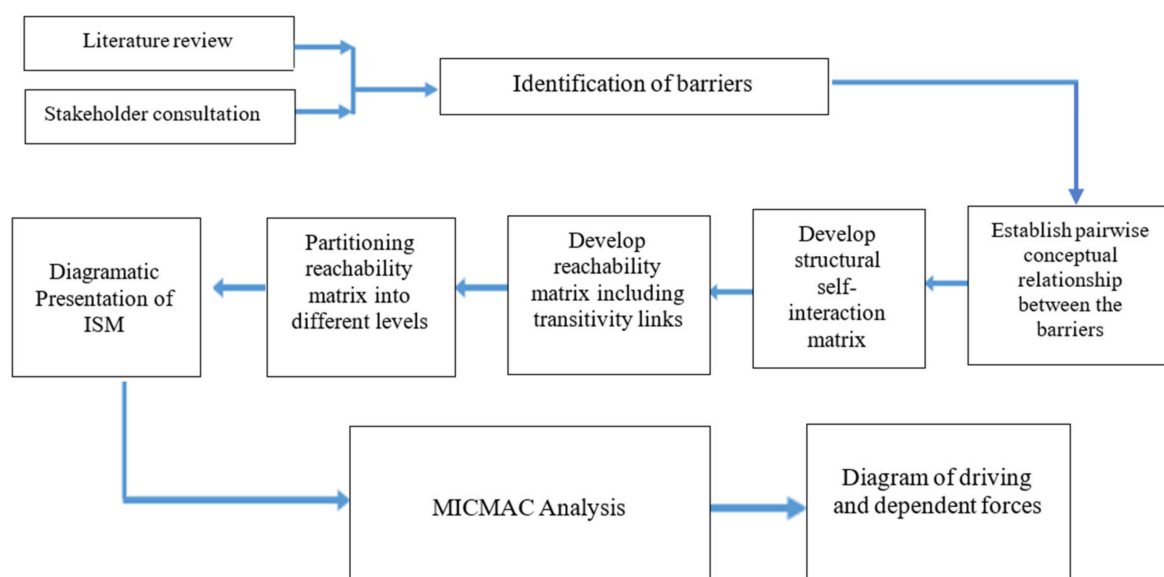 Literature review
Stakeholder consultation
Identification of barriers
Establish pairwise
conceptual
relationship
between the
barriers
Develop
structural
self-
interaction
matrix
Develop
reachability
matrix including
transitivity links
Partitioning
reachability
matrix into
different levels
Diagramatic
Presentation of
ISM
MICMAC Analysis
Diagram of driving
and dependent forces